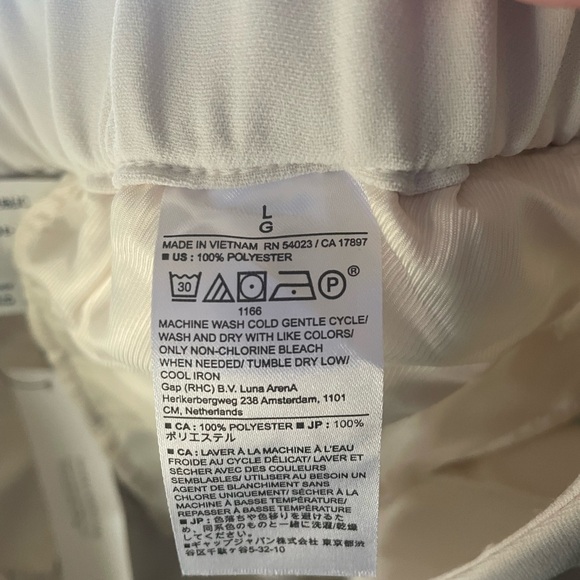 L
G
MADE IN VIETNAM RN 54023 / CA 17897
■ US : 100% POLYESTER
30 P ®
1166
MACHINE WASH COLD GENTLE CYCLE/
WASH AND DRY WITH LIKE COLORS/
ONLY NON-CHLORINE BLEACH
WHEN NEEDED/ TUMBLE DRY LOW/
COOL IRON
Gap (RHC) B.V. Luna ArenA
Herikerbergweg 238 Amsterdam, 1101
CM, Netherlands
■ CA : 100% POLYESTER ■ JP : 100%
ポリエステル
■ CA : LAVER À LA MACHINE À L'EAU
FROIDE AU CYCLE DÉLICAT/ LAVER ET
SÉCHER AVEC DES COULEURS
SEMBLABLES/ UTILISER AU BESOIN UN
AGENT DE BLANCHIMENT SANS
CHLORE UNIQUEMENT/ SÉCHER À LA
MACHINE À BASSE TEMPÉRATURE/
REPASSER À BASSE TEMPÉRATURE
■ JP : 色落ちや色移りを避けるた
め、同系色のものと一緒に洗濯/乾燥
してください。
■ギャップジャパン株式会社 東京都渋
谷区千駄ヶ谷5-32-10